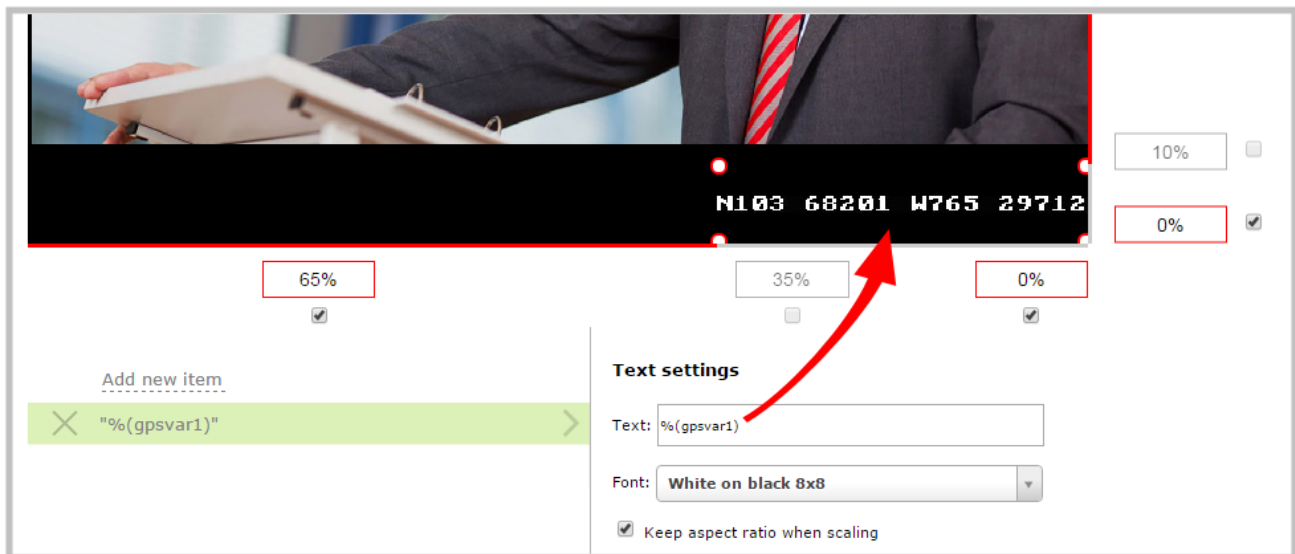 10%
N103 68201 W765 29712
0%
65%
35%
0%
Add new item
"%(gpsvar1)"
Text settings
Text: %(gpsvar1)
Font: White on black 8x8
Keep aspect ratio when scaling